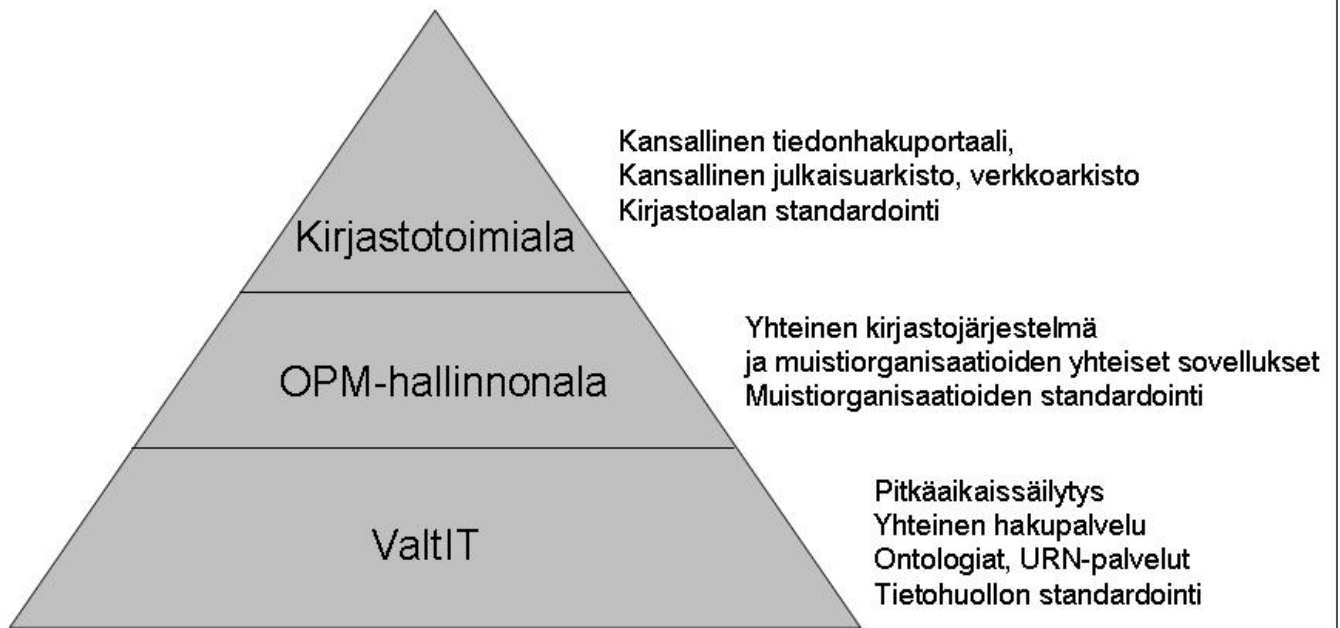 Kansallinen tiedonhakuportaali,
Kansallinen julkaisuarkisto, verkkoarkisto
Kirjastoalan standardointi
Kirjastotoimiala
Yhteinen kirjastojärjestelmä
ja muistiorganisaatioiden yhteiset sovellukset
Muistiorganisaatioiden standardointi
OPM-hallinnonala
Pitkäaikaissäilytys
Yhteinen hakupalvelu
Ontologiat, URN-palvelut
Tietohuollon standardointi
ValtIT